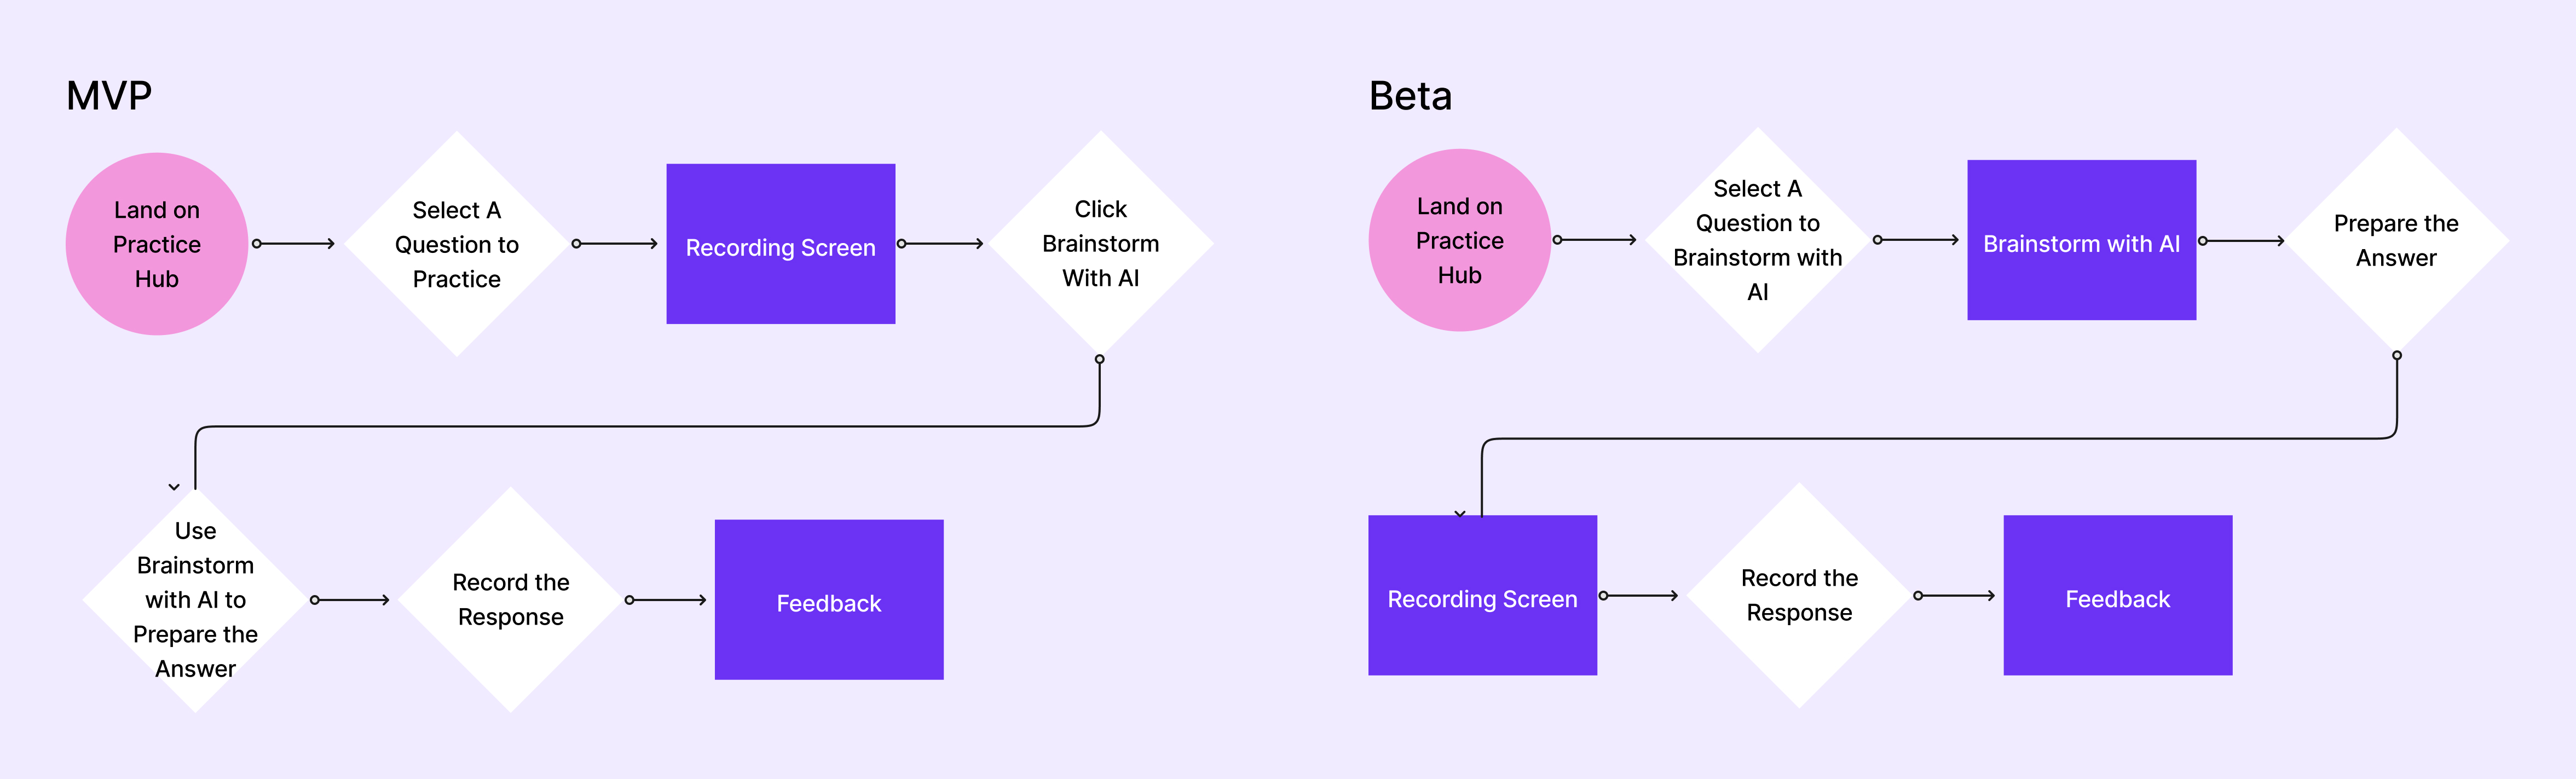 MVP
Land on
Practice
Hub
Select A
Question to
Practice
Recording Screen
Click
Brainstorm
With AI
Use
Brainstorm
with AI to
Prepare the
Answer
Record the
Response
Feedback
Beta
Land on
Practice
Hub
Select A
Question to
Brainstorm with
AI
Brainstorm with AI
Prepare the
Answer
Recording Screen
Record the
Response
Feedback